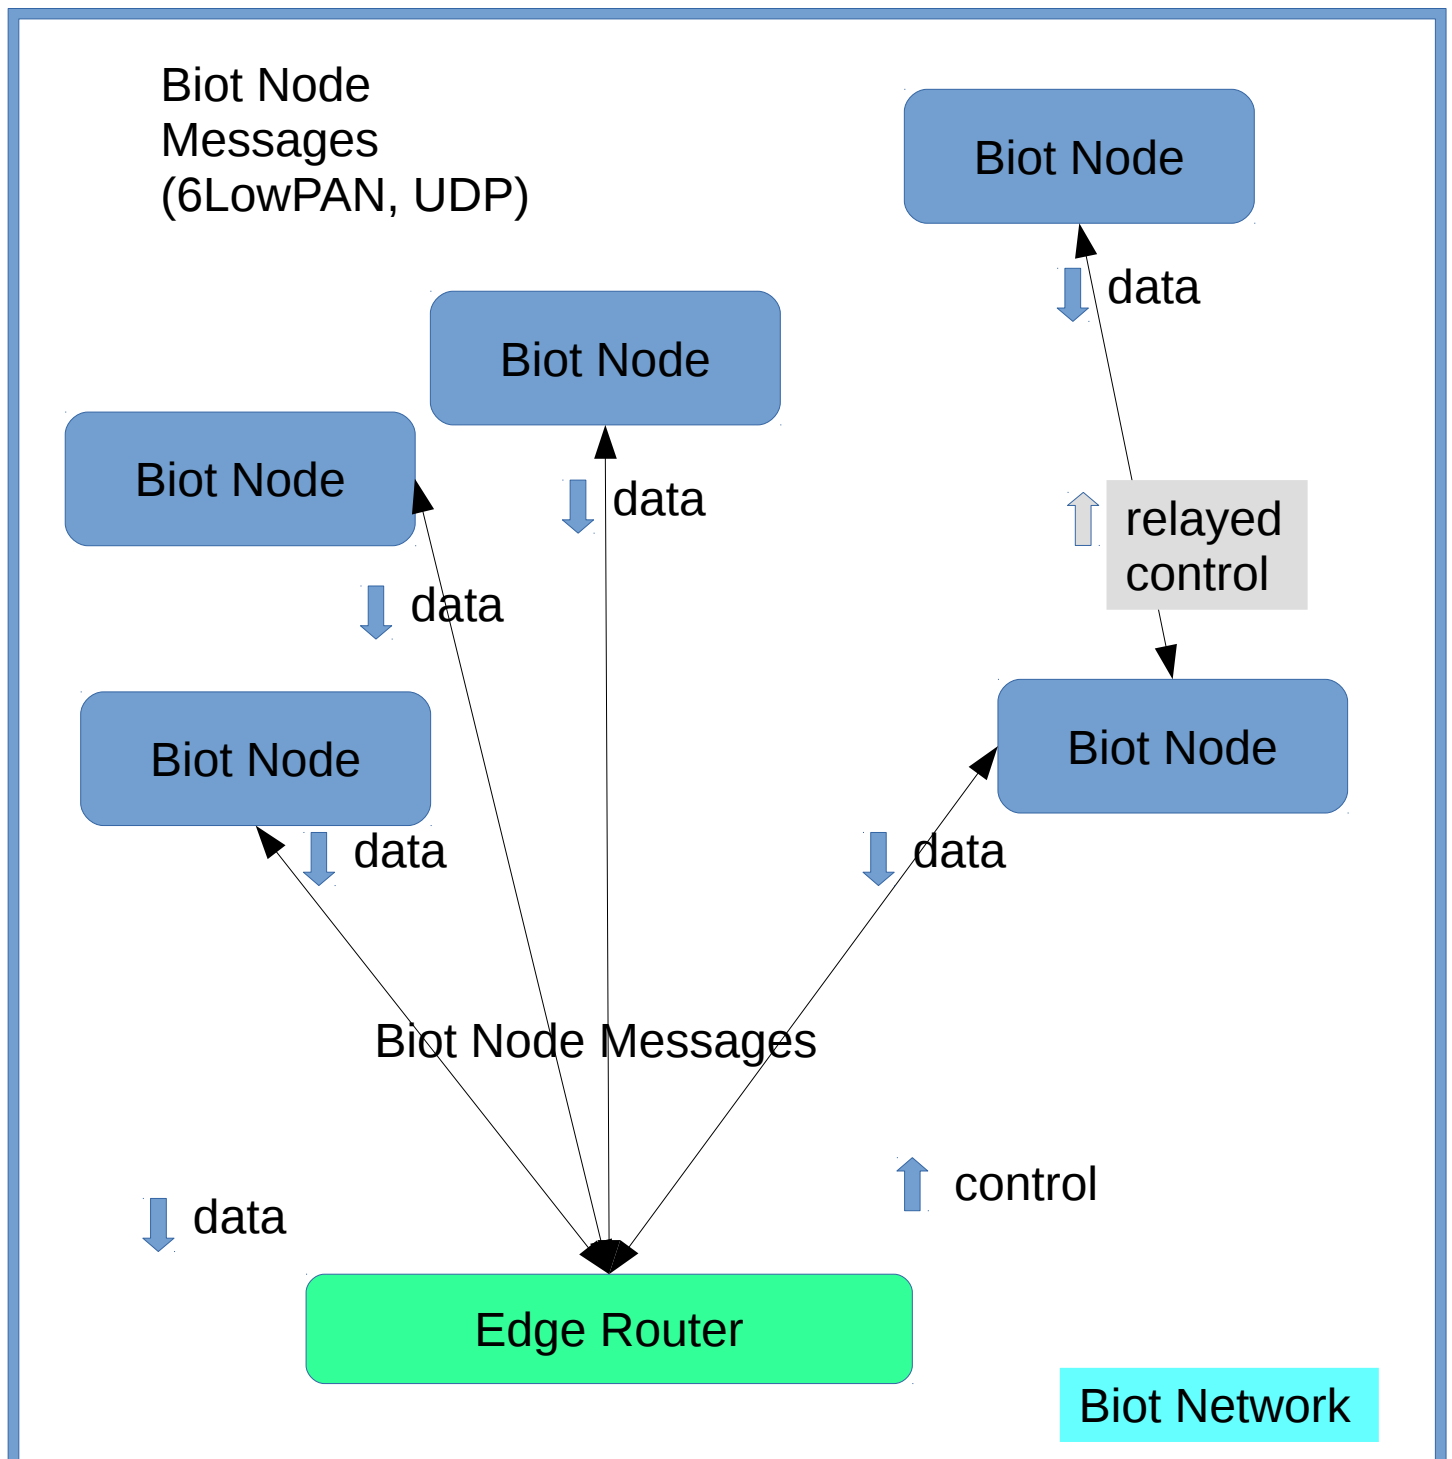 Biot Node
Messages
(6LowPAN, UDP)
Biot Node
data
Biot Node
Biot Node
data
relayed
control
data
Biot Node
Biot Node
data
data
Biot Node Messages
control
data
Edge Router
Biot Network